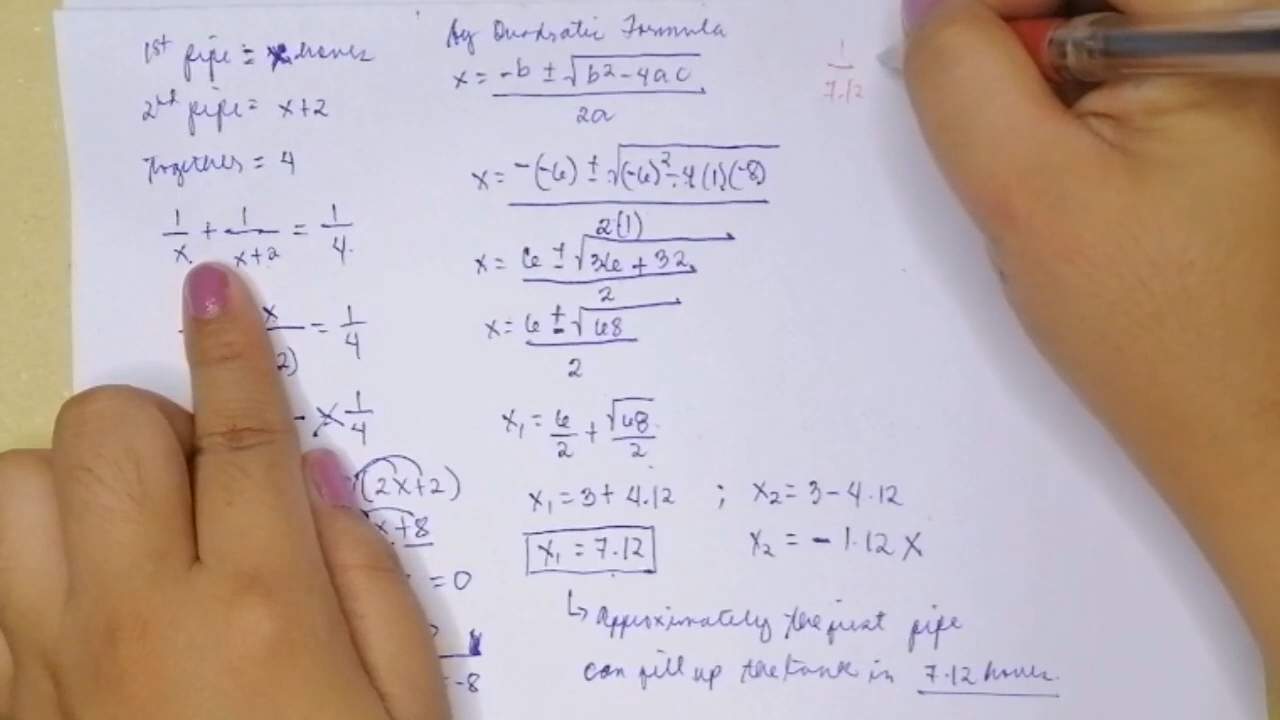 1st pipe = x hours
2nd pipe = x+2
Together = 4
1/x + 1/x+2 = 1/4
x = 1/4
2)
- x 1/4
(2x+2)
x+8
= 0
= -8
By Quadratic Formula
x = -b ± √b2-4ac / 2a
x = -(-6) ± √(-6)²-4(1)(-8) / 2(1)
x = 6 ± √36+32 / 2
x = 6 ± √68 / 2
x₁ = 6/2 + √68/2
x₁ = 3 + 4.12 ; x₂ = 3 - 4.12
x₁ = 7.12 x₂ = -1.12 x
↳ Approximately the first pipe
can fill up the tank in 7.12 hours.
1/7.12